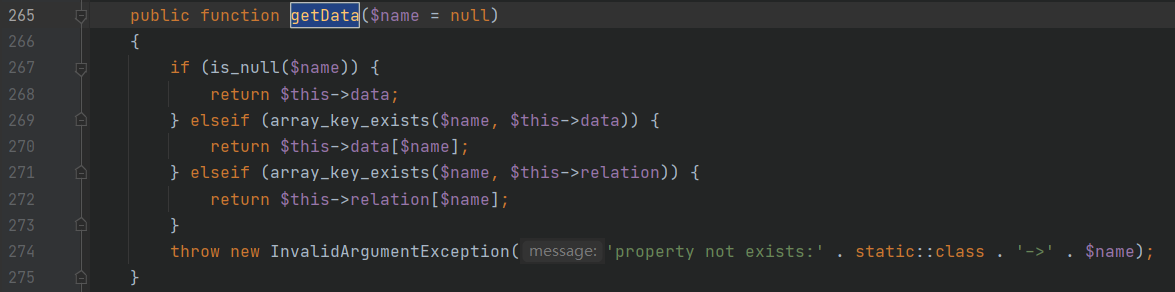 265 public function getData($name = null)
266 {
267 if (is_null($name)) {
268 return $this->data;
269 } elseif (array_key_exists($name, $this->data)) {
270 return $this->data[$name];
271 } elseif (array_key_exists($name, $this->relation)) {
272 return $this->relation[$name];
273 }
274 throw new InvalidArgumentException( message: 'property not exists:' . static::class . '->' . $name);
275 }